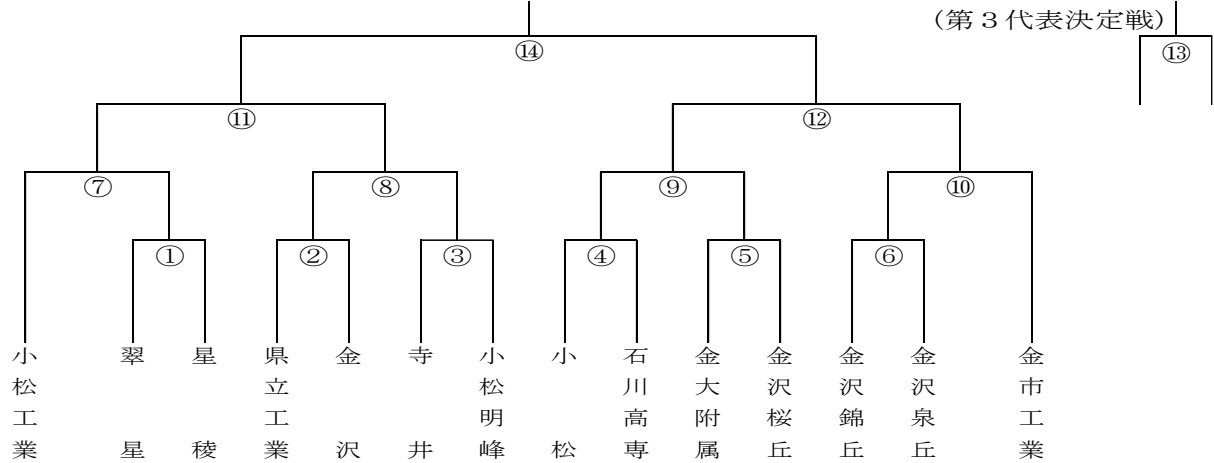 (第3代表決定戦)
⑭
⑬
⑪
⑫
⑦
⑧
⑨
⑩
①
②
③
④
⑤
⑥
小松工業
翠星
星稜
県立工業
金沢
寺井
小松明峰
小松
石川高専
金大附属
金沢桜丘
金沢錦丘
金沢泉丘
金市工業